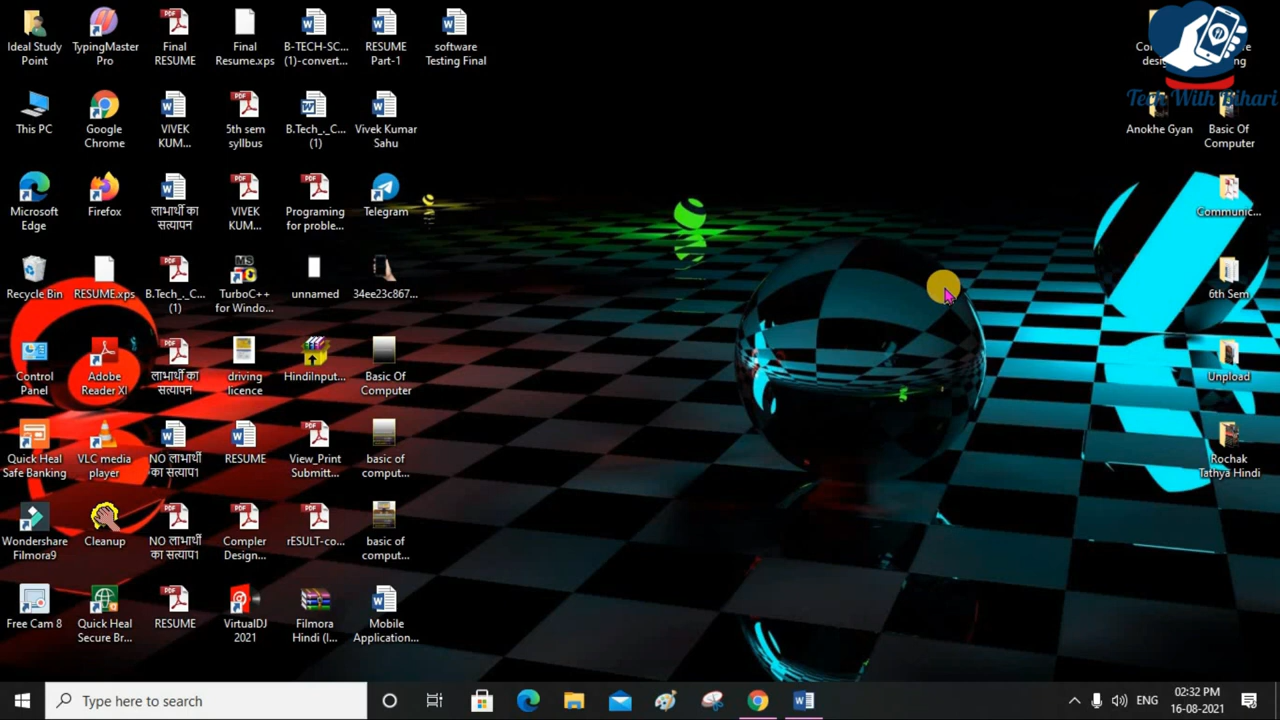 Ideal Study
Point
TypingMaster
Pro
Final
RESUME
Final
Resume.xps
B-TECH-SC...
(1)-convert...
RESUME
Part-1
software
Testing Final
Tech With Bihari
This PC
Google
Chrome
VIVEK
KUM...
5th sem
syllbus
B.Tech_._C...
(1)
Vivek Kumar
Sahu
Anokhe Gyan
Basic Of
Computer
Microsoft
Edge
Firefox
लाभार्थी का
सत्यापन
VIVEK
KUM...
Programing
for proble...
Telegram
Communic...
Recycle Bin
RESUME.xps
B.Tech_._C...
(1)
TurboC++
for Windo...
unnamed
34ee23c867...
6th Sem
Control
Panel
Adobe
Reader XI
लाभार्थी का
सत्यापन
driving
licence
HindiInput...
Basic Of
Computer
Unpload
Quick Heal
Safe Banking
VLC media
player
NO लाभार्थी
का सत्याप1
RESUME
View_Print
Submitt...
basic of
comput...
Rochak
Tathya Hindi
Wondershare
Filmora9
Cleanup
NO लाभार्थी
का सत्याप1
Compler
Design...
rESULT-co...
basic of
comput...
Free Cam 8
Quick Heal
Secure Br...
RESUME
VirtualDJ
2021
Filmora
Hindi (I...
Mobile
Application...
Type here to search
ENG
02:32 PM
16-08-2021